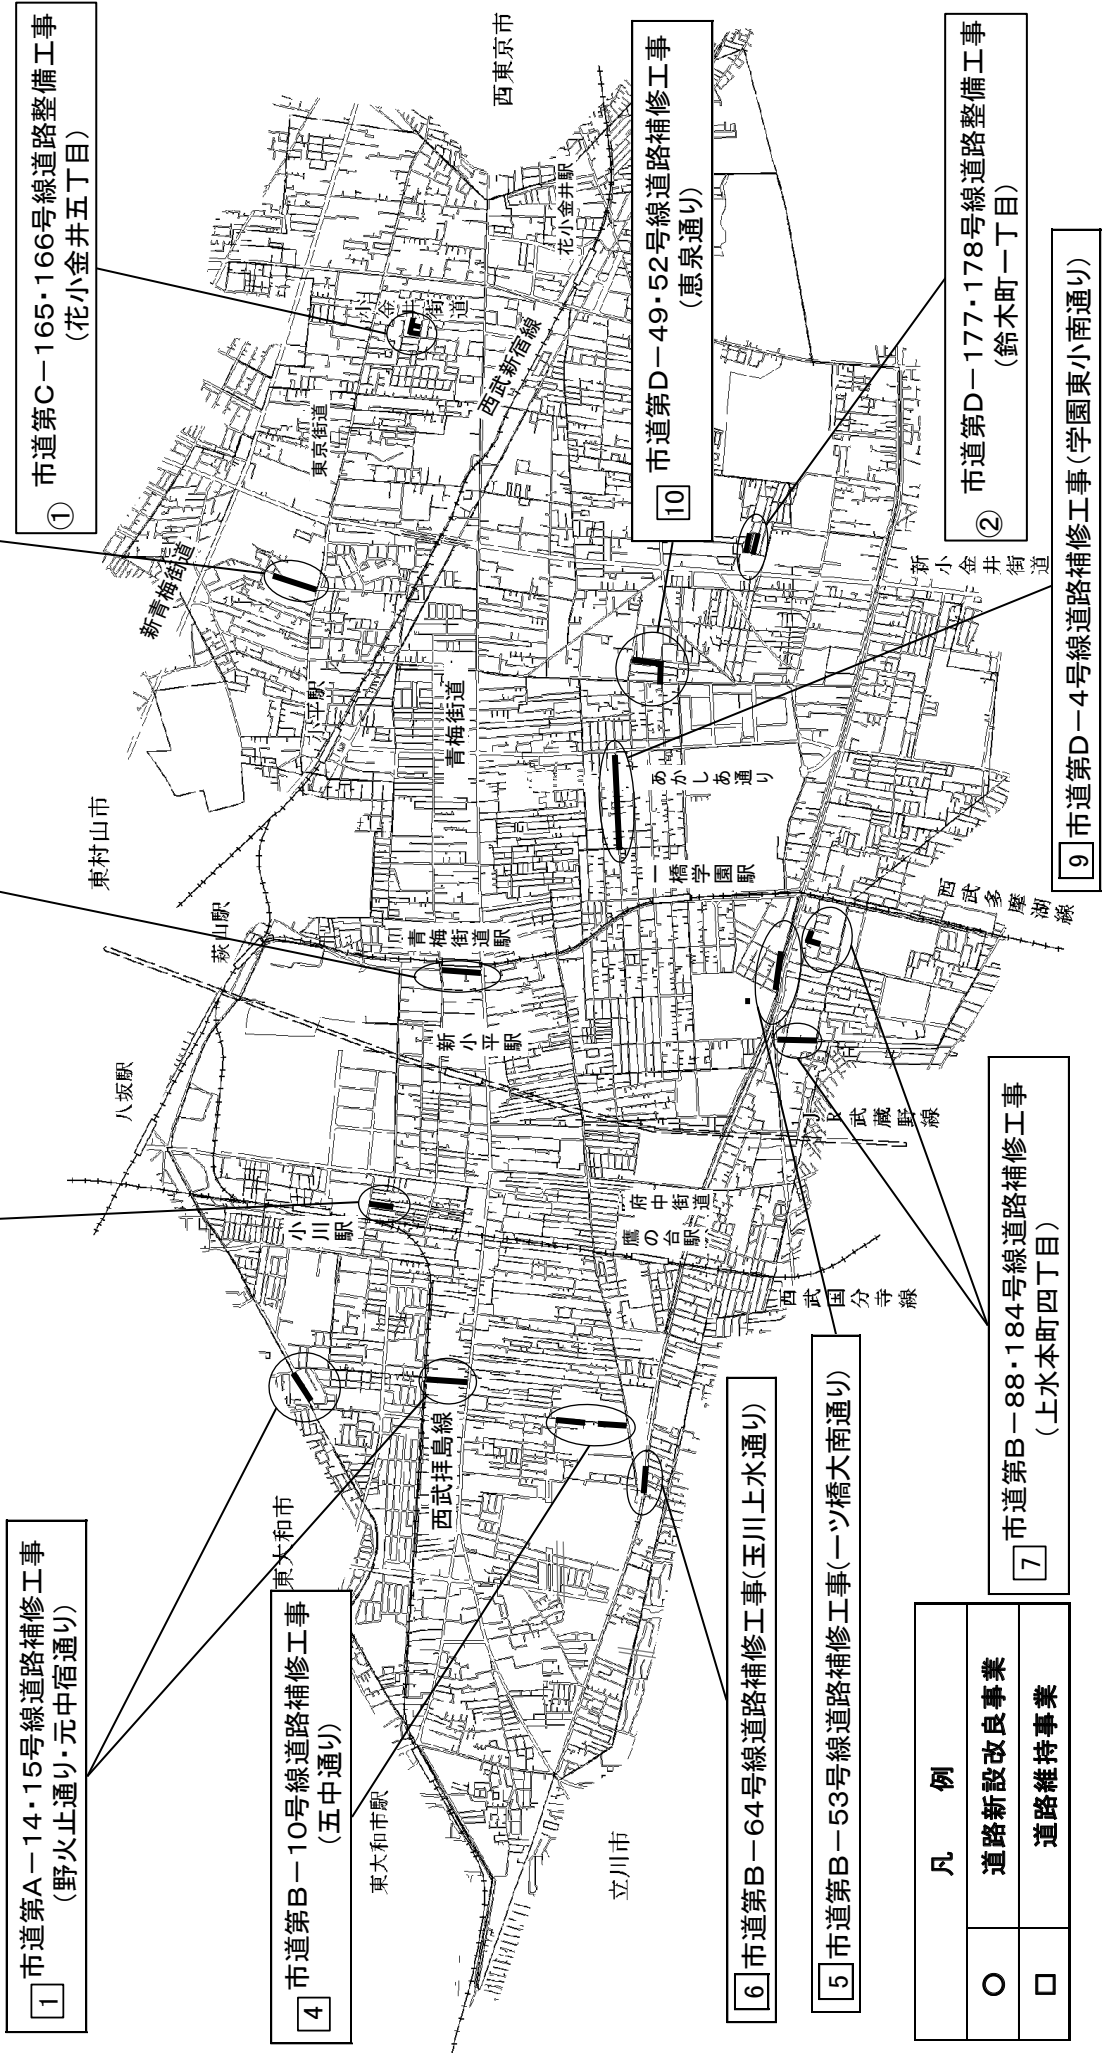 ① 市道第C－165・166号線道路整備工事
(花小金井五丁目)
② 市道第D－177・178号線道路整備工事
(鈴木町一丁目)
1 市道第A－14・15号線道路補修工事
(野火止通り・元中宿通り)
4 市道第B－10号線道路補修工事
(五中通り)
5 市道第B－53号線道路補修工事(一ツ橋大南通り)
6 市道第B－64号線道路補修工事(玉川上水通り)
7 市道第B－88・184号線道路補修工事
(上水本町四丁目)
9 市道第D－4号線道路補修工事(学園東小南通り)
10 市道第D－49・52号線道路補修工事
(恵泉通り)
西東京市
東村山市
東大和市
立川市
花小金井駅
小金井街道
西武新宿線
東京街道
新青梅街道
小平駅
青梅街道
新小金井街道
あかしあ通り
一橋学園駅
西武多摩湖線
萩山駅
青梅街道駅
新小平駅
八坂駅
JR武蔵野線
府中街道
鷹の台駅
小川駅
西武国分寺線
西武拝島線
東大和市駅
凡 例
○ 道路新設改良事業
□ 道路維持事業